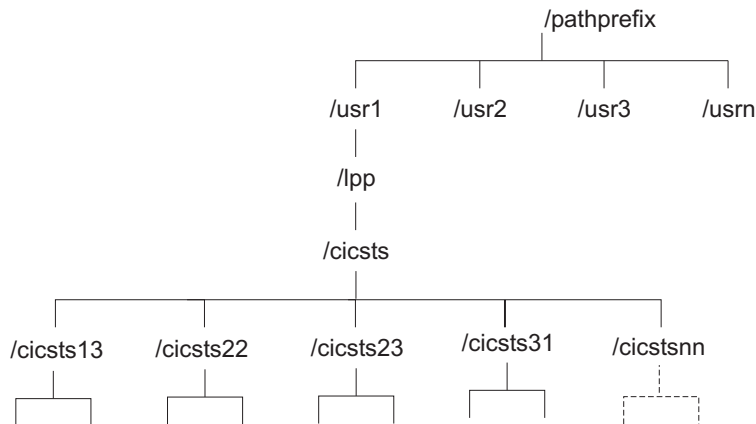 /pathprefix
/usr1 /usr2 /usr3 /usrn
/lpp
/cicsts
/cicsts13 /cicsts22 /cicsts23 /cicsts31 /cicstsnn